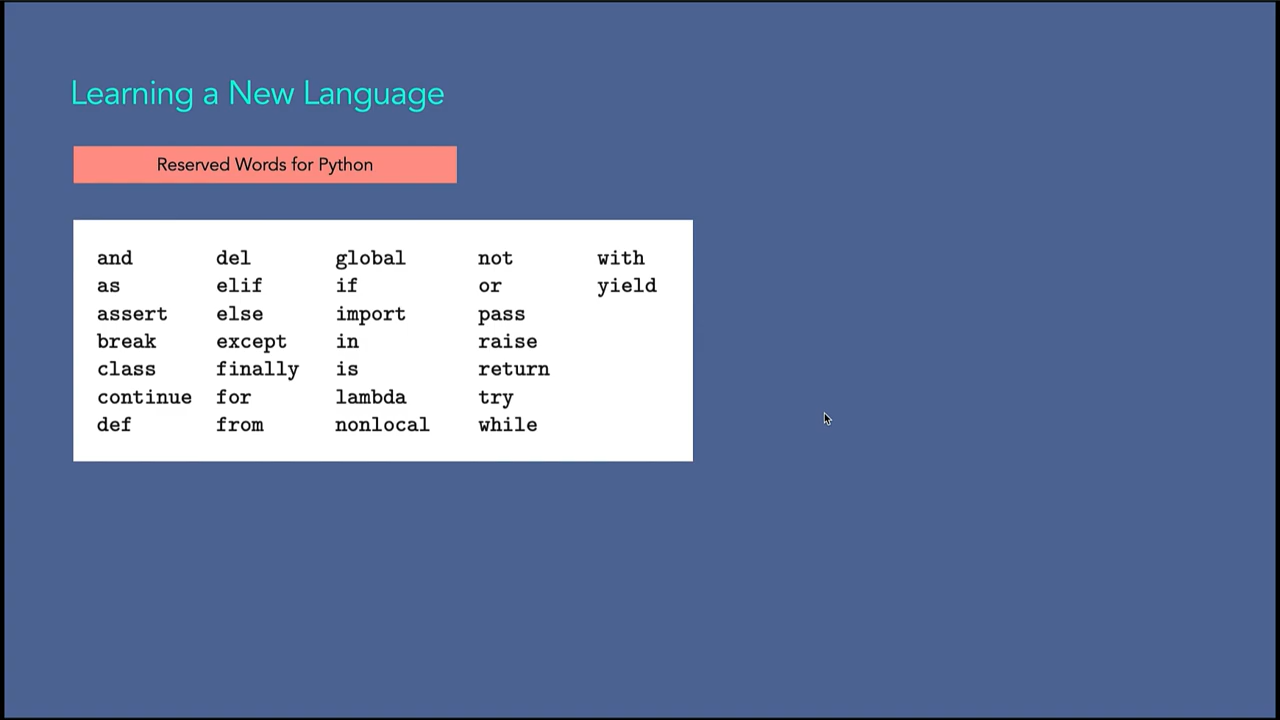 Learning a New Language
Reserved Words for Python
and del global not with
as elif if or yield
assert else import pass
break except in raise
class finally is return
continue for lambda try
def from nonlocal while